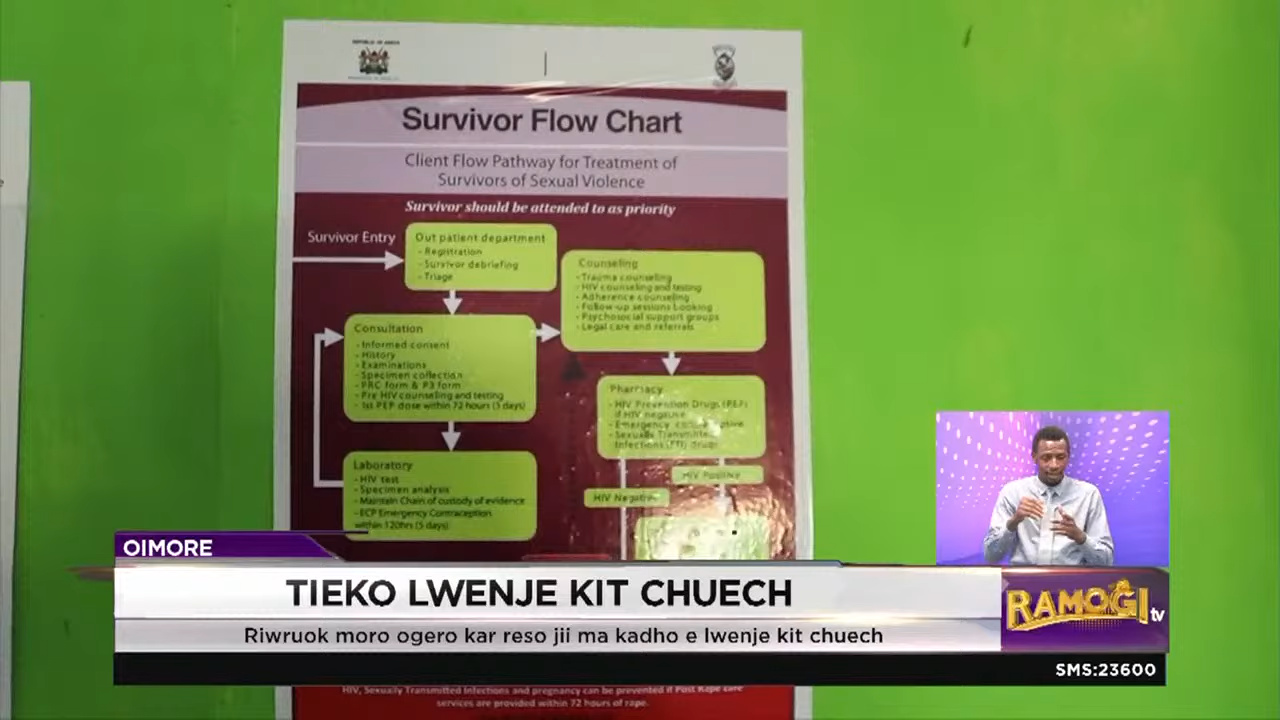 REPUBLIC OF KENYA
Survivor Flow Chart
Client Flow Pathway for Treatment of
Survivors of Sexual Violence
Survivor should be attended to as priority
Survivor Entry
Out patient department
- Registration
- Survivor debriefing
- Triage
Counseling
- Trauma counseling
- HIV counseling and testing
- Adherence counseling
- Follow-up sessions booking
- Psychosocial support groups
- Legal care and referrals
Consultation
- Informed consent
- History
- Examinations
- Specimen collection
- PRC form & P3 form
- Pre HIV counseling and testing
- 1st PEP dose within 72 hours (3 days)
Pharmacy
- HIV Prevention Drugs (PEP)
if HIV negative
- Emergency
- Sexually Transmitted
Infections (STI) drugs
HIV Positive
HIV Negative
Laboratory
- HIV test
- Specimen analysis
- Maintain Chain of custody of evidence
- ECP Emergency Contraception
within 120hrs (5 days)
OIMORE
TIEKO LWENJE KIT CHUECH
Riwruok moro ogero kar reso jii ma kadho e lwenje kit chuech
RAMOGI tv
SMS:23600
HIV, Sexually Transmitted Infections and pregnancy can be prevented if Post Rape care
services are provided within 72 hours of rape.